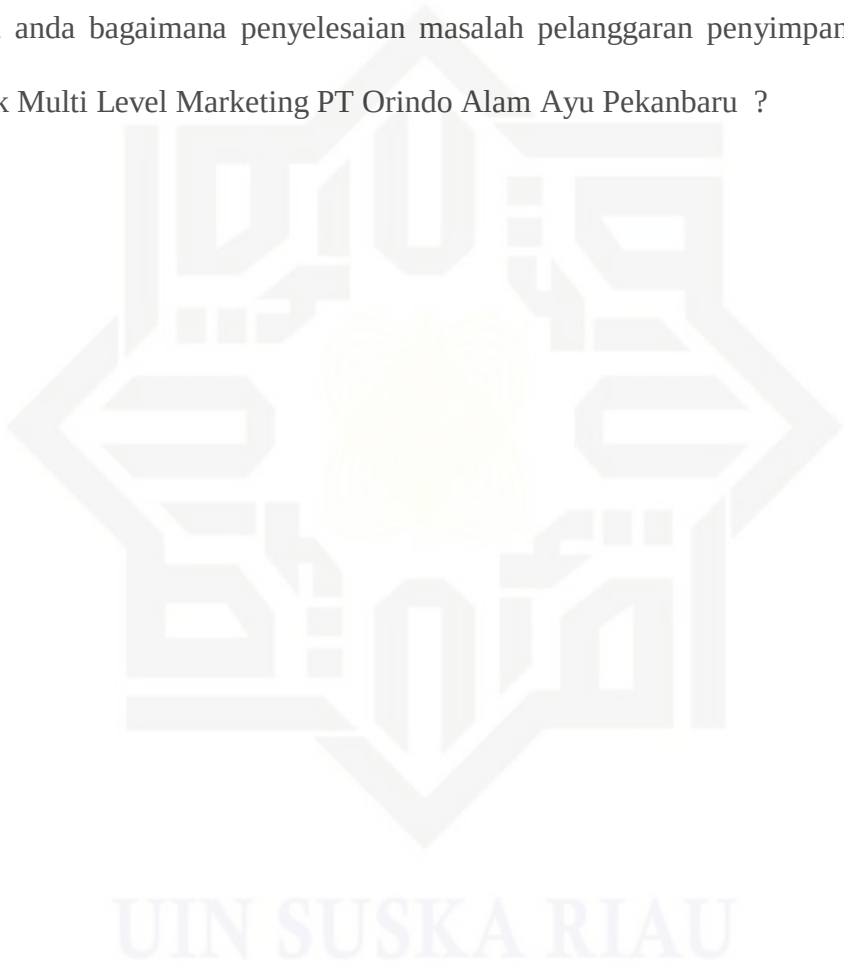 anda bagaimana penyelesaian masalah pelanggaran penyimpan
k Multi Level Marketing PT Orindo Alam Ayu Pekanbaru ?
UIN SUSKA RIAU